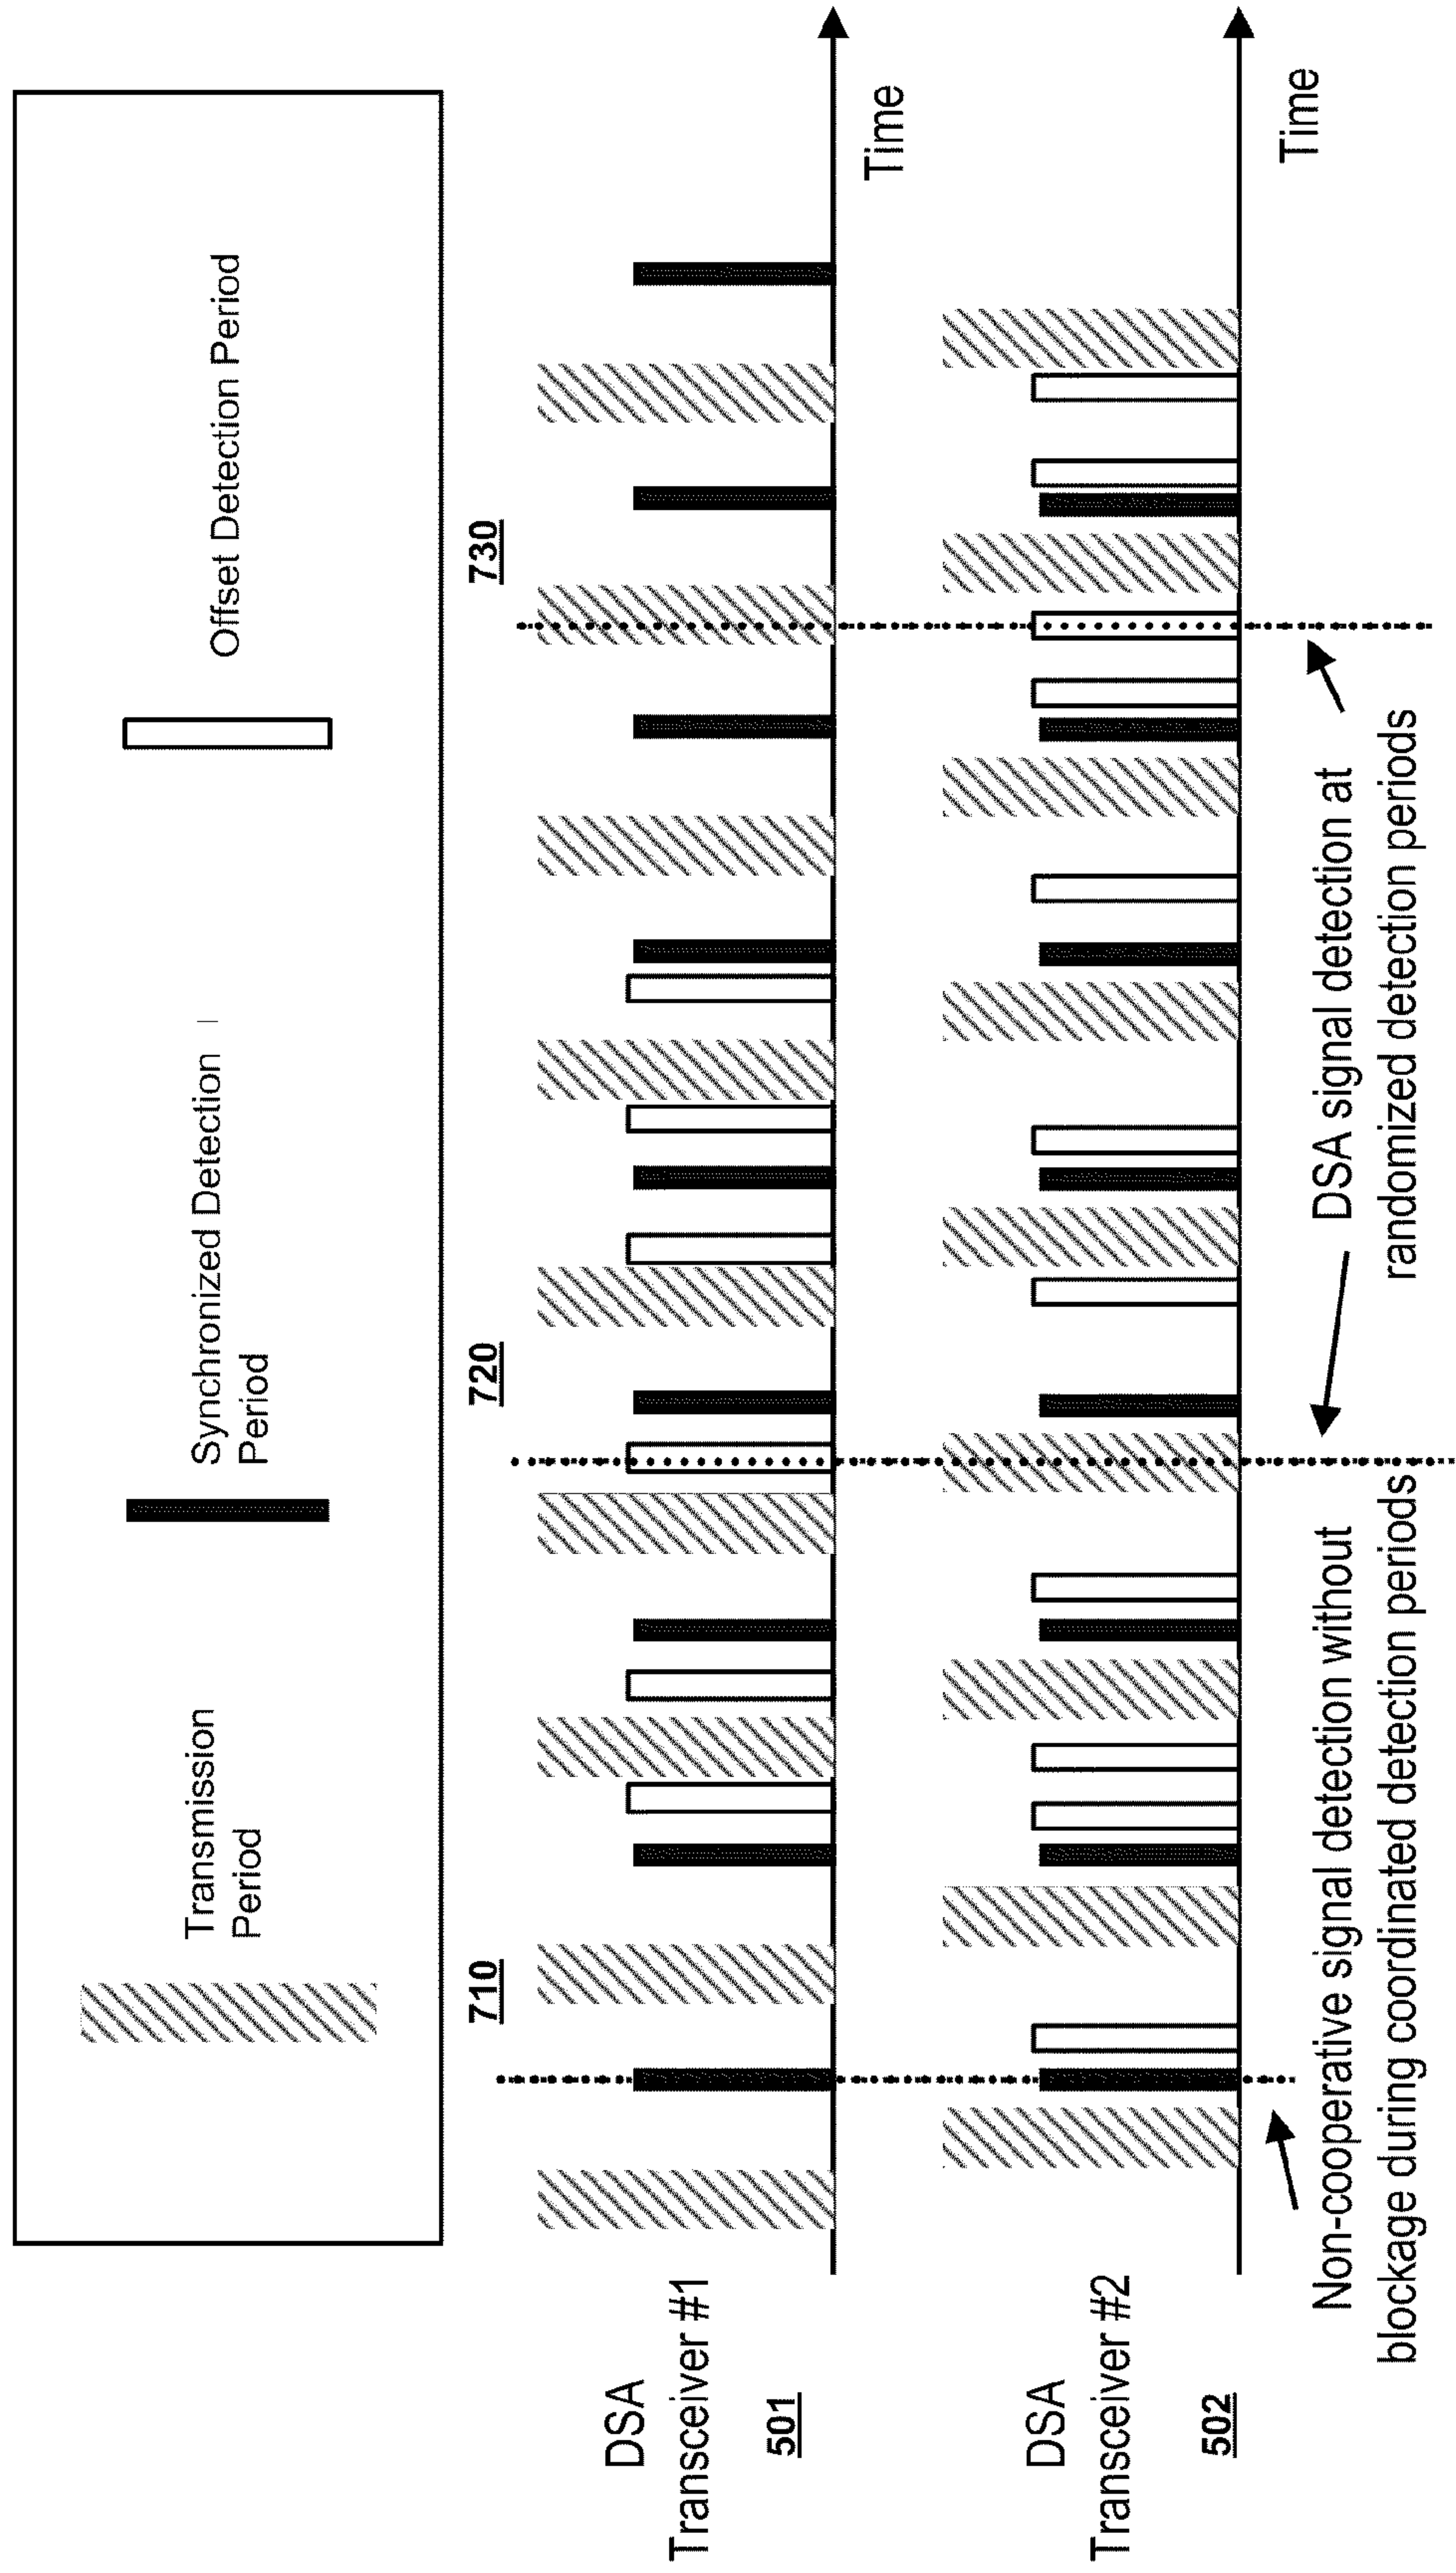 Transmission
Period
Synchronized Detection
Period
Offset Detection Period
710
720
730
DSA
Transceiver #1
501
Time
DSA
Transceiver #2
502
Time
Non-cooperative signal detection without
blockage during coordinated detection periods
DSA signal detection at
randomized detection periods